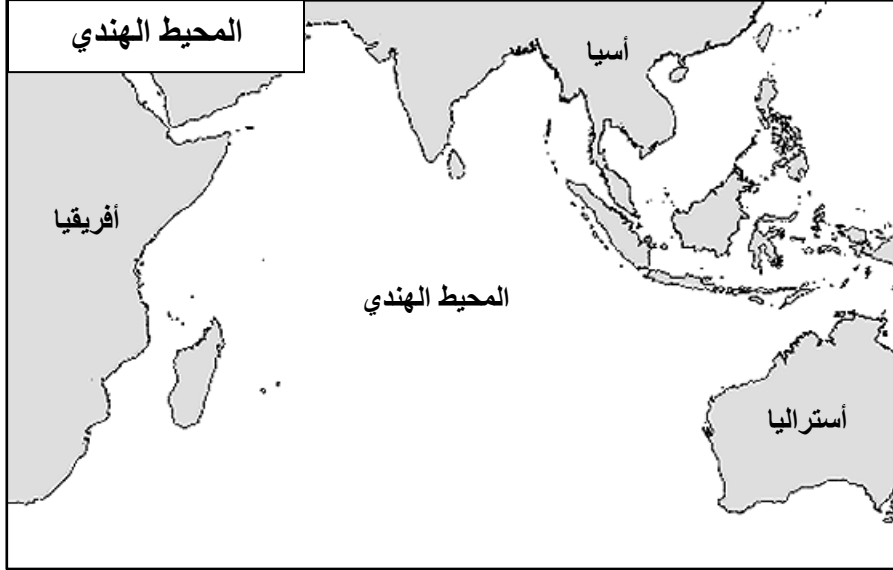 المحيط الهندي
أسيا
أفريقيا
المحيط الهندي
أستراليا